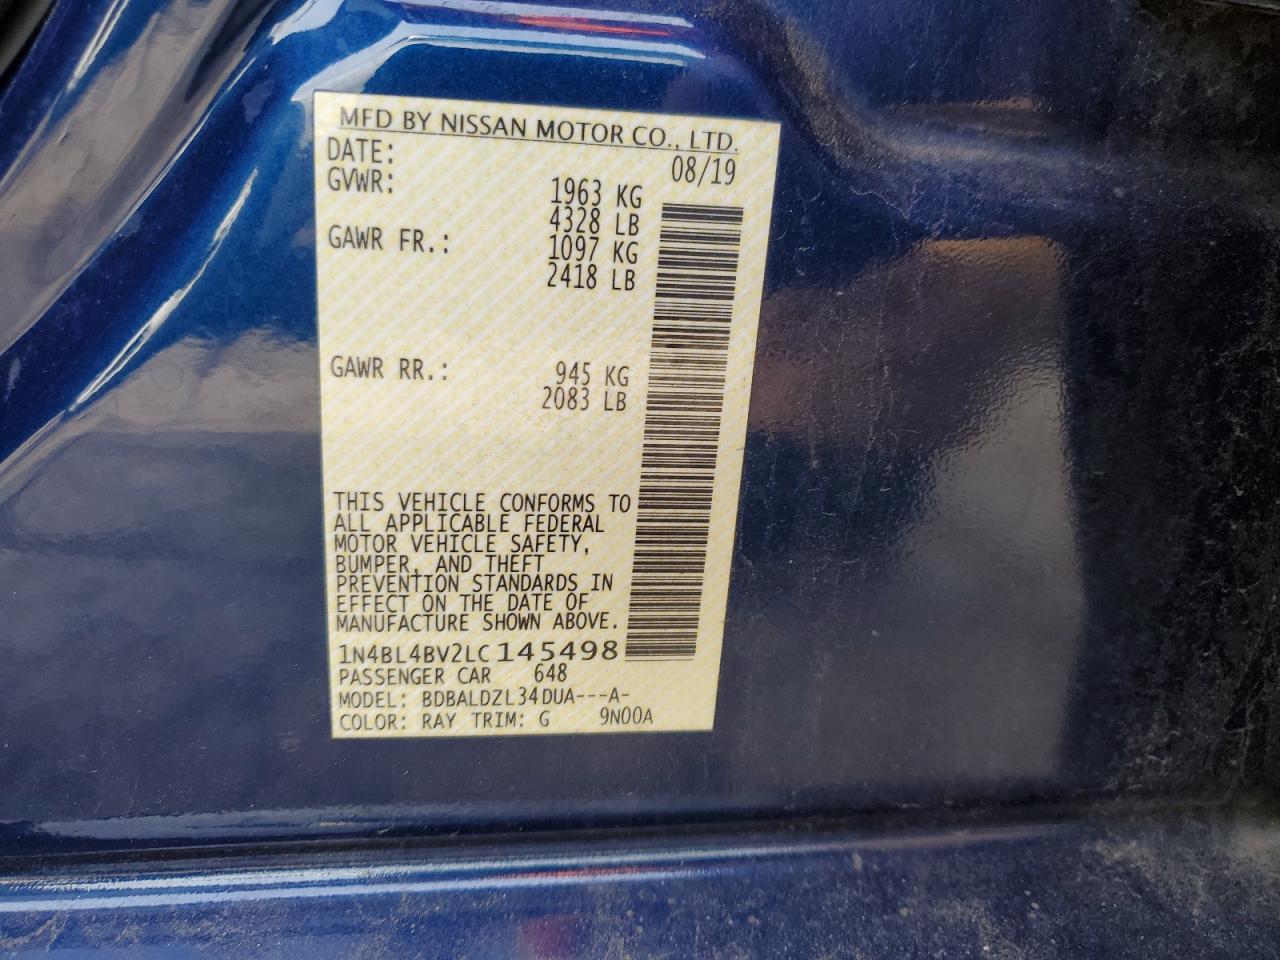 MFD BY NISSAN MOTOR CO., LTD.
DATE: 08/19
GVWR: 1963 KG
4328 LB
GAWR FR.: 1097 KG
2418 LB
GAWR RR.: 945 KG
2083 LB
THIS VEHICLE CONFORMS TO
ALL APPLICABLE FEDERAL
MOTOR VEHICLE SAFETY,
BUMPER, AND THEFT
PREVENTION STANDARDS IN
EFFECT ON THE DATE OF
MANUFACTURE SHOWN ABOVE.
1N4BL4BV2LC145498
PASSENGER CAR 648
MODEL: BDBALDZL34DUA---A-
COLOR: RAY TRIM: G 9N00A